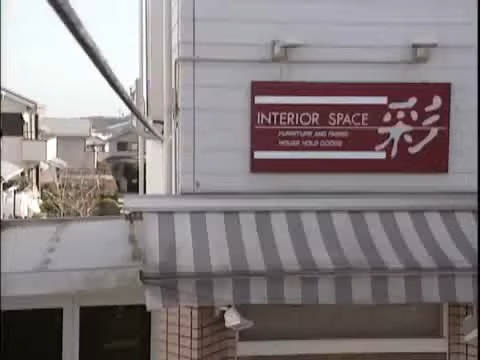 INTERIOR SPACE
FURNITURE AND FABRIC
HOUSE HOLD GOODS
彩